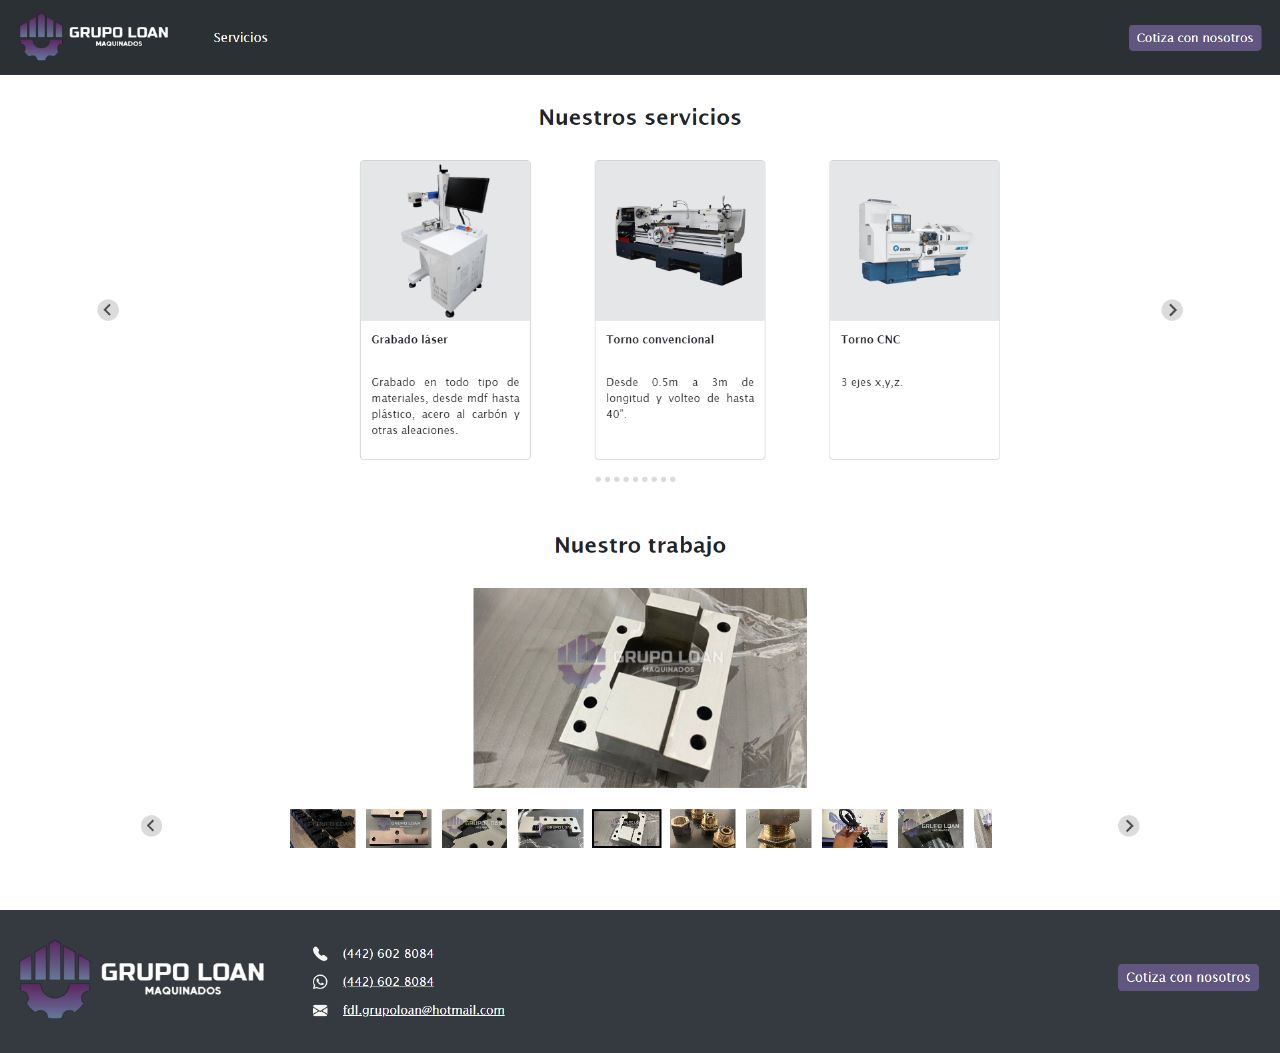 GRUPO LOAN
MAQUINADOS
Servicios
Cotiza con nosotros
Nuestros servicios
Grabado láser
Grabado en todo tipo de
materiales, desde mdf hasta
plástico, acero al carbón y
otras aleaciones.
Torno convencional
Desde 0.5m a 3m de
longitud y volteo de hasta
40".
Torno CNC
3 ejes x,y,z.
Nuestro trabajo
GRUPO LOAN
MAQUINADOS
GRUPO LOAN
MAQUINADOS
(442) 602 8084
(442) 602 8084
fdl.grupoloan@hotmail.com
Cotiza con nosotros